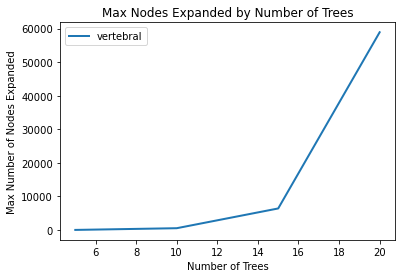 Max Nodes Expanded by Number of Trees
vertebral
60000
50000
40000
30000
20000
10000
0
Max Number of Nodes Expanded
6 8 10 12 14 16 18 20
Number of Trees